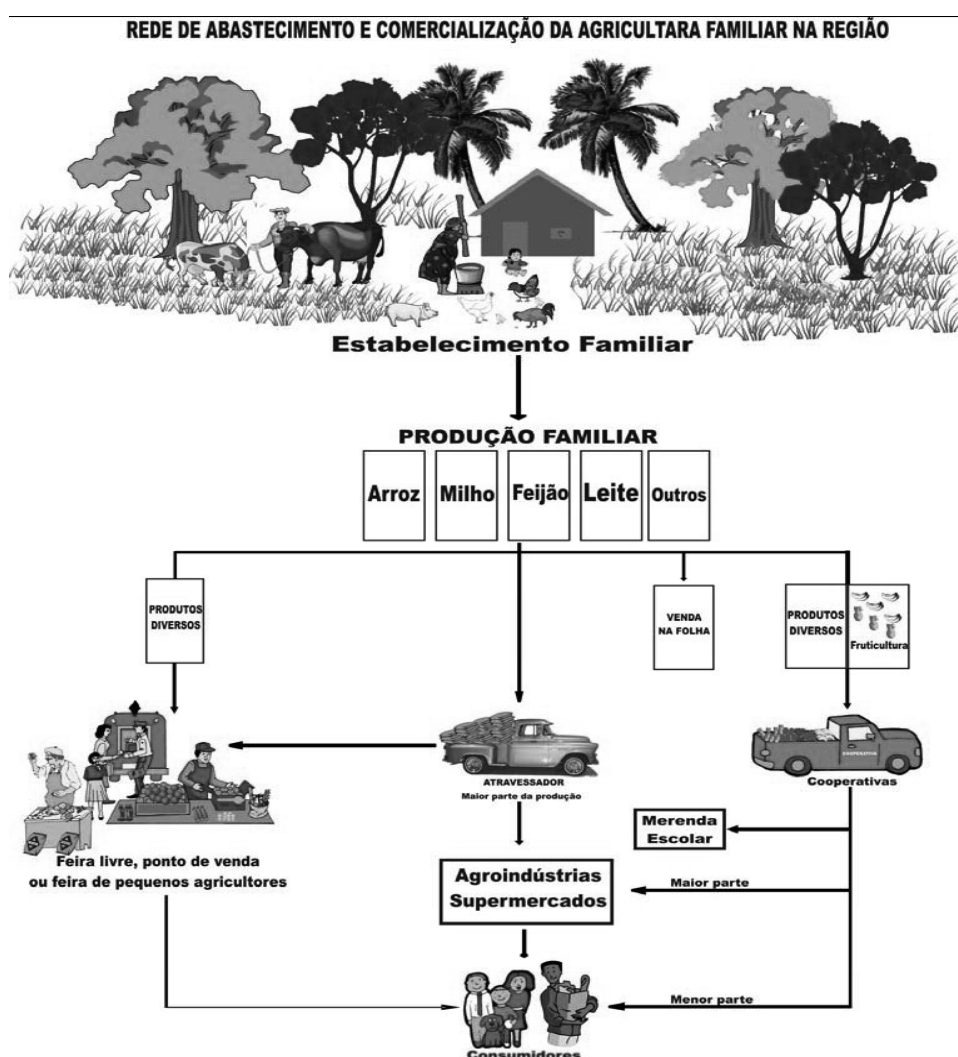 REDE DE ABASTECIMENTO E COMERCIALIZAÇÃO DA AGRICULTARA FAMILIAR NA REGIÃO
Estabelecimento Familiar
PRODUÇÃO FAMILIAR
Arroz
Milho
Feijão
Leite
Outros
PRODUTOS
DIVERSOS
VENDA
NA FOLHA
PRODUTOS
DIVERSOS
Fruticultura
COOPERATIVA
ATRAVESSADOR
Maior parte da produção
Cooperativas
Merenda
Escolar
Feira livre, ponto de venda
ou feira de pequenos agricultores
Agroindústrias
Supermercados
Maior parte
Menor parte
Consumidores